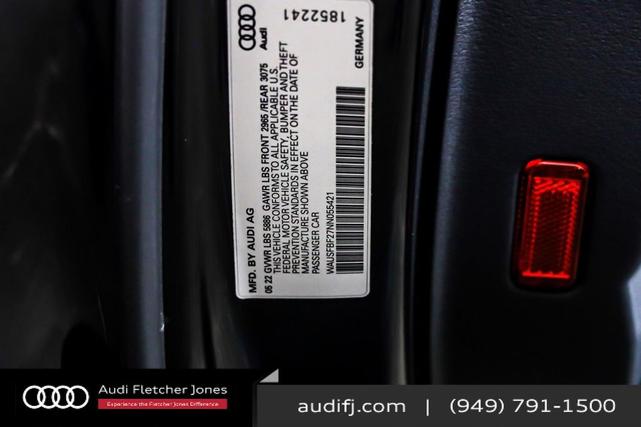 MFD. BY AUDI AG
05 22 GVWR LBS 5886 GAWR LBS FRONT 2965 /REAR 3075
THIS VEHICLE CONFORMS TO ALL APPLICABLE U.S.
FEDERAL MOTOR VEHICLE SAFETY, BUMPER AND THEFT
PREVENTION STANDARDS IN EFFECT ON THE DATE OF
MANUFACTURE SHOWN ABOVE
PASSENGER CAR
WAUSFBF27NN055421
Audi
1852241
GERMANY
Audi Fletcher Jones
Experience the Fletcher Jones Difference
audifj.com | (949) 791-1500